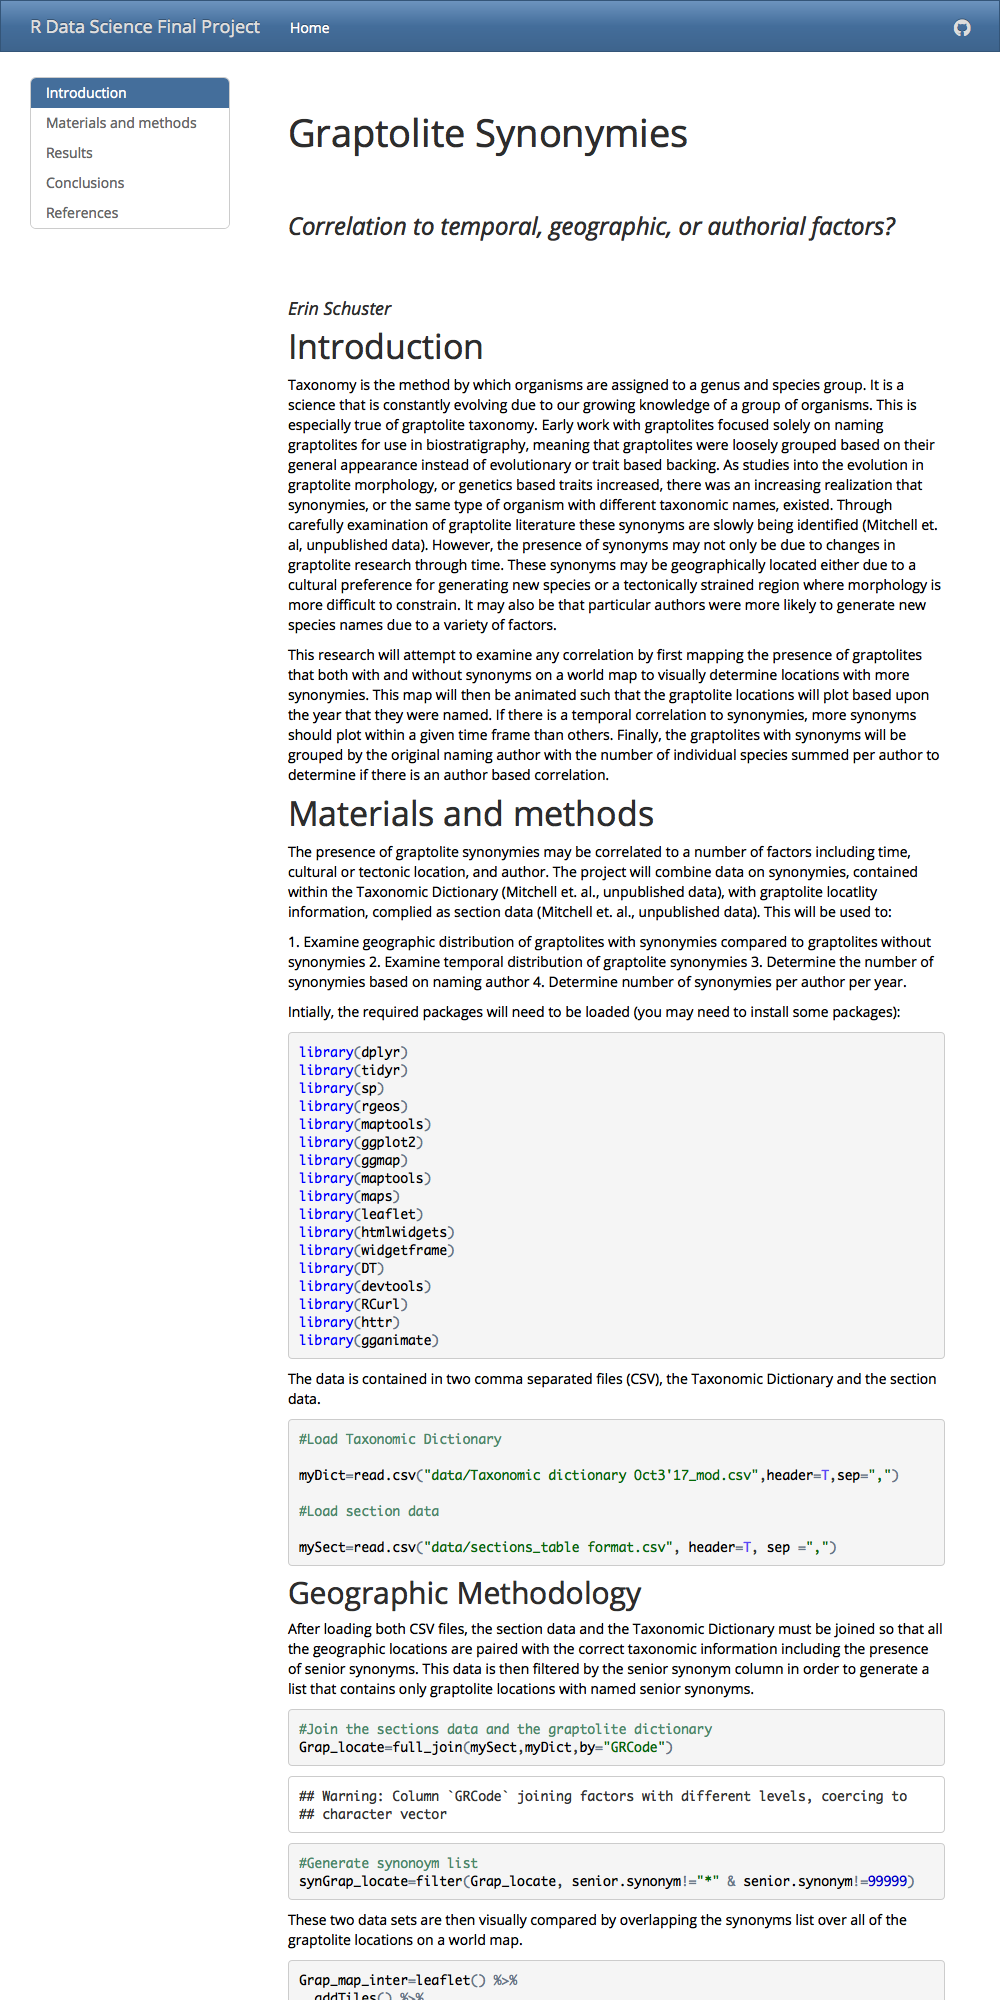 R Data Science Final Project
Home
Introduction
Materials and methods
Results
Conclusions
References
Graptolite Synonymies
Correlation to temporal, geographic, or authorial factors?
Erin Schuster
Introduction
Taxonomy is the method by which organisms are assigned to a genus and species group. It is a
science that is constantly evolving due to our growing knowledge of a group of organisms. This is
especially true of graptolite taxonomy. Early work with graptolites focused solely on naming
graptolites for use in biostratigraphy, meaning that graptolites were loosely grouped based on their
general appearance instead of evolutionary or trait based backing. As studies into the evolution in
graptolite morphology, or genetics based traits increased, there was an increasing realization that
synonymies, or the same type of organism with different taxonomic names, existed. Through
carefully examination of graptolite literature these synonyms are slowly being identified (Mitchell et.
al, unpublished data). However, the presence of synonyms may not only be due to changes in
graptolite research through time. These synonyms may be geographically located either due to a
cultural preference for generating new species or a tectonically strained region where morphology is
more difficult to constrain. It may also be that particular authors were more likely to generate new
species names due to a variety of factors.
This research will attempt to examine any correlation by first mapping the presence of graptolites
that both with and without synonyms on a world map to visually determine locations with more
synonymies. This map will then be animated such that the graptolite locations will plot based upon
the year that they were named. If there is a temporal correlation to synonymies, more synonyms
should plot within a given time frame than others. Finally, the graptolites with synonyms will be
grouped by the original naming author with the number of individual species summed per author to
determine if there is an author based correlation.
Materials and methods
The presence of graptolite synonymies may be correlated to a number of factors including time,
cultural or tectonic location, and author. The project will combine data on synonymies, contained
within the Taxonomic Dictionary (Mitchell et. al., unpublished data), with graptolite locatlity
information, complied as section data (Mitchell et. al., unpublished data). This will be used to:
1. Examine geographic distribution of graptolites with synonymies compared to graptolites without
synonymies 2. Examine temporal distribution of graptolite synonymies 3. Determine the number of
synonymies based on naming author 4. Determine number of synonymies per author per year.
Intially, the required packages will need to be loaded (you may need to install some packages):
library(dplyr)
library(tidyr)
library(sp)
library(rgeos)
library(maptools)
library(ggplot2)
library(ggmap)
library(maptools)
library(maps)
library(leaflet)
library(htmlwidgets)
library(widgetframe)
library(DT)
library(devtools)
library(RCurl)
library(httr)
library(gganimate)
The data is contained in two comma separated files (CSV), the Taxonomic Dictionary and the section
data.
#Load Taxonomic Dictionary
myDict=read.csv("data/Taxonomic dictionary Oct3'17_mod.csv",header=T,sep=",")
#Load section data
mySect=read.csv("data/sections_table format.csv", header=T, sep =",")
Geographic Methodology
After loading both CSV files, the section data and the Taxonomic Dictionary must be joined so that all
the geographic locations are paired with the correct taxonomic information including the presence
of senior synonyms. This data is then filtered by the senior synonym column in order to generate a
list that contains only graptolite locations with named senior synonyms.
#Join the sections data and the graptolite dictionary
Grap_locate=full_join(mySect,myDict,by="GRCode")
## Warning: Column `GRCode` joining factors with different levels, coercing to
## character vector
#Generate synonoym list
synGrap_locate=filter(Grap_locate, senior.synonym!="*" & senior.synonym!=99999)
These two data sets are then visually compared by overlapping the synonyms list over all of the
graptolite locations on a world map.
Grap_map_inter=leaflet() %>%
addTiles() %>%